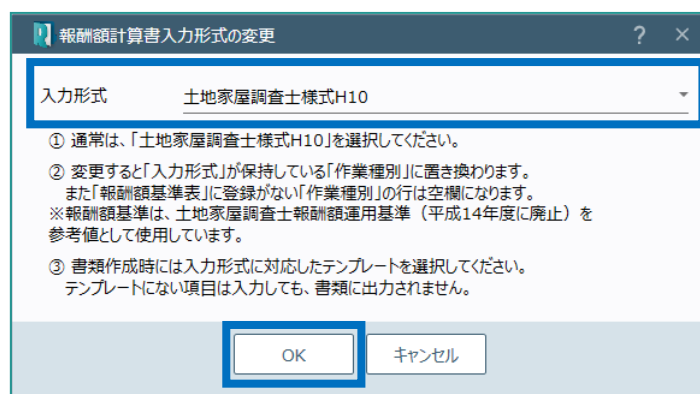 報酬額計算書入力形式の変更
? ×
入力形式 土地家屋調査士様式H10
① 通常は、「土地家屋調査士様式H10」を選択してください。
② 変更すると「入力形式」が保持している「作業種別」に置き換わります。
また「報酬額基準表」に登録がない「作業種別」の行は空欄になります。
※報酬額基準は、土地家屋調査士報酬額運用基準（平成14年度に廃止）を
参考値として使用しています。
③ 書類作成時には入力形式に対応したテンプレートを選択してください。
テンプレートにない項目は入力しても、書類に出力されません。
OK キャンセル